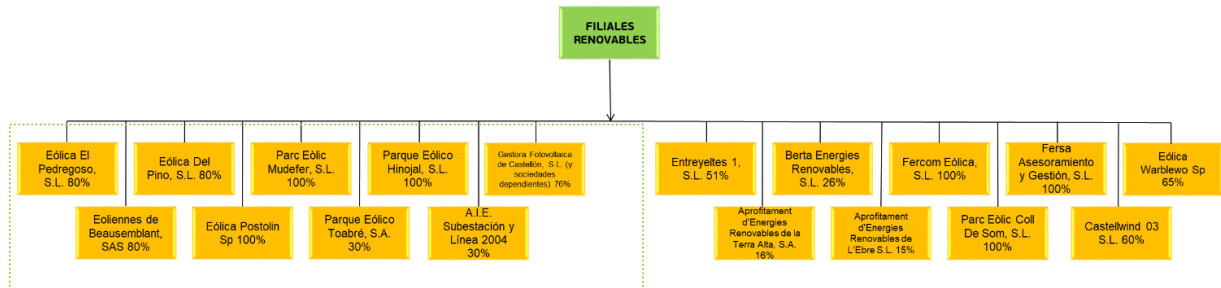 FILIALES
RENOVABLES
Eólica El
Pedregoso,
S.L. 80%
Eólica Del
Pino, S.L. 80%
Parc Eòlic
Mudefer, S.L.
100%
Parque Eólico
Hinojal, S.L.
100%
Gestora Fotovoltaica
de Castellón, S.L. (y
sociedades
dependientes) 76%
Entreyeltes 1,
S.L. 51%
Berta Energies
Renovables,
S.L. 26%
Fercom Eólica,
S.L. 100%
Fersa
Asesoramiento
y Gestión, S.L.
100%
Eólica
Warblewo Sp
65%
Eoliennes de
Beausemblant,
SAS 80%
Eólica Postolin
Sp 100%
Parque Eólico
Toabré, S.A.
30%
A.I.E.
Subestación y
Línea 2004
30%
Aprofitament
d'Energies
Renovables de la
Terra Alta, S.A.
16%
Aprofitament
d'Energies
Renovables de
L'Ebre S.L. 15%
Parc Eòlic Coll
De Som, S.L.
100%
Castellwind 03
S.L. 60%